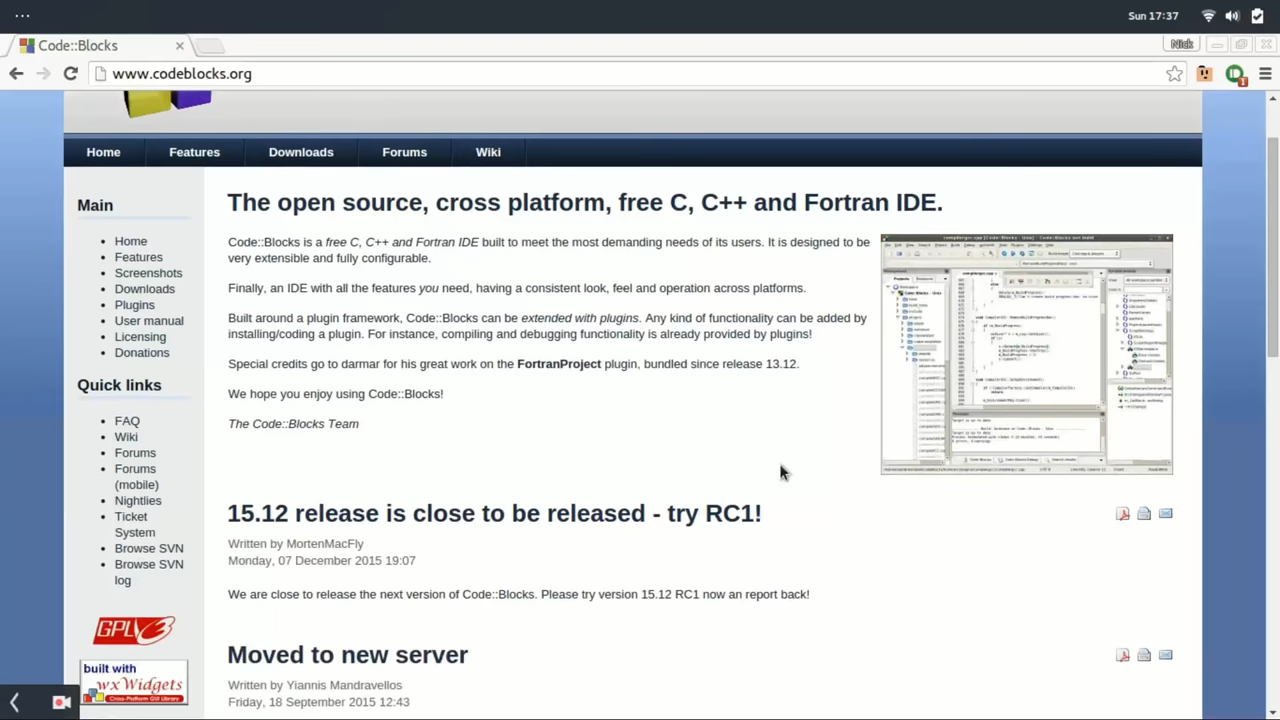 ...
Sun 17:37
Code::Blocks
Nick
www.codeblocks.org
Home Features Downloads Forums Wiki
Main
Home
Features
Screenshots
Downloads
Plugins
User manual
Licensing
Donations
Quick links
FAQ
Wiki
Forums
Forums
(mobile)
Nightlies
Ticket
System
Browse SVN
Browse SVN
log
GPLv3
built with
wxWidgets
Cross-Platform GUI Library
The open source, cross platform, free C, C++ and Fortran IDE.
Code::Blocks is a free C, C++ and Fortran IDE built to meet the most demanding needs of its users. It is designed to be
very extensible and fully configurable.
Finally, an IDE with all the features you need, having a consistent look, feel and operation across platforms.
Built around a plugin framework, Code::Blocks can be extended with plugins. Any kind of functionality can be added by
installing/coding a plugin. For instance, compiling and debugging functionality is already provided by plugins!
Special credits go to darmar for his great work on the FortranProject plugin, bundled since release 13.12.
We hope you enjoy using Code::Blocks!
The Code::Blocks Team
15.12 release is close to be released - try RC1!
Written by MortenMacFly
Monday, 07 December 2015 19:07
We are close to release the next version of Code::Blocks. Please try version 15.12 RC1 now an report back!
Moved to new server
Written by Yiannis Mandravellos
Friday, 18 September 2015 12:43